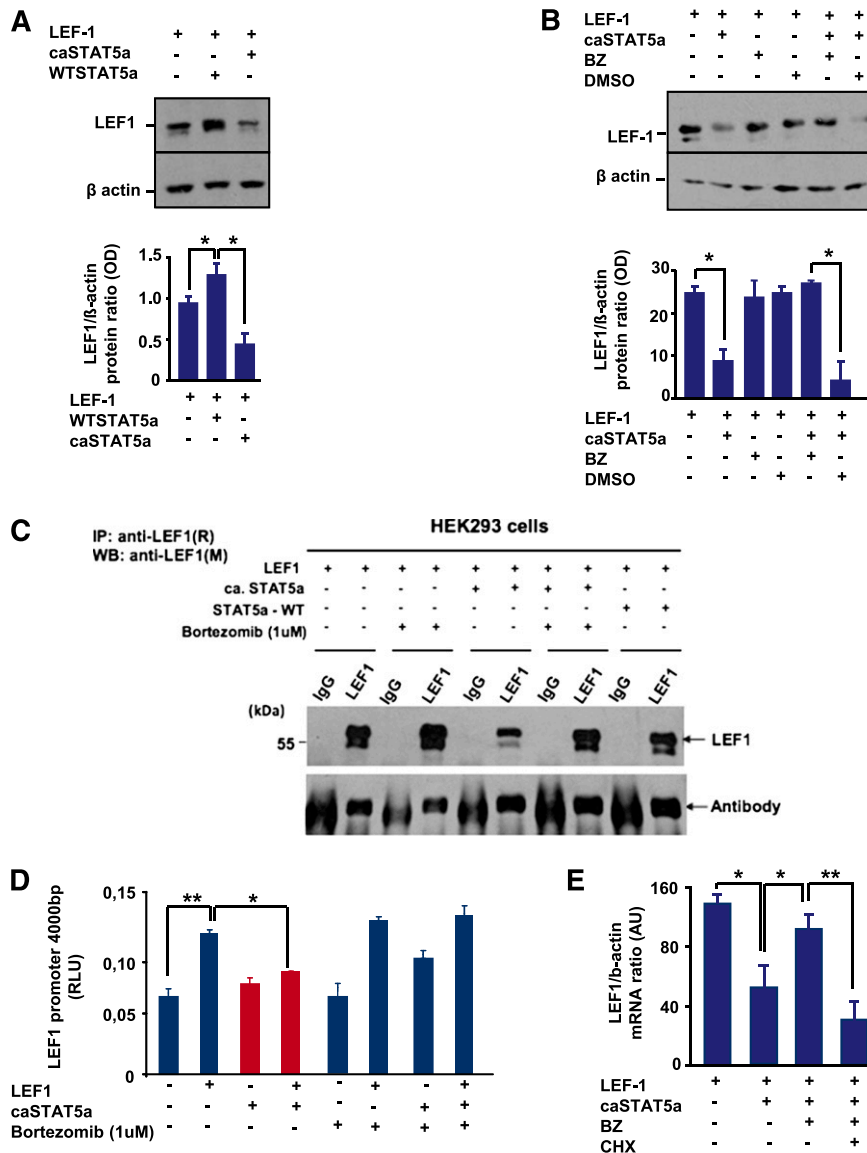 A
LEF-1 + + +
caSTAT5a - - +
WTSTAT5a - + -
LEF1
β actin
LEF1/ß-actin
protein ratio (OD)
1.5
1.0
0.5
0
* *
LEF-1 + + +
WTSTAT5a - + -
caSTAT5a - - +
B
LEF-1 + + + + + +
caSTAT5a - + - - + +
BZ - - + - + -
DMSO - - - + - +
LEF-1
β actin
LEF1/ß-actin
protein ratio (OD)
30
20
10
0
* *
LEF-1 + + + + + +
caSTAT5a - + - - + +
BZ - - + - + -
DMSO - - - + - +
C
HEK293 cells
IP: anti-LEF1(R)
WB: anti-LEF1(M)
LEF1 + + + + + + + + + +
ca. STAT5a - - - - + + + + - -
STAT5a - WT - - - - - - - - + +
Bortezomib (1uM) - - + + - - + + - -
IgG LEF1 IgG LEF1 IgG LEF1 IgG LEF1 IgG LEF1
(kDa)
55
LEF1
Antibody
D
LEF1 promoter 4000bp
(RLU)
0,15
0,10
0,05
0
** *
LEF1 - + - + - + - +
caSTAT5a - - + + - - + +
Bortezomib (1uM) - - - - + + + +
E
LEF1/b-actin
mRNA ratio (AU)
160
80
40
0
* * **
LEF-1 + + + +
caSTAT5a - + + +
BZ - - + +
CHX - - - +